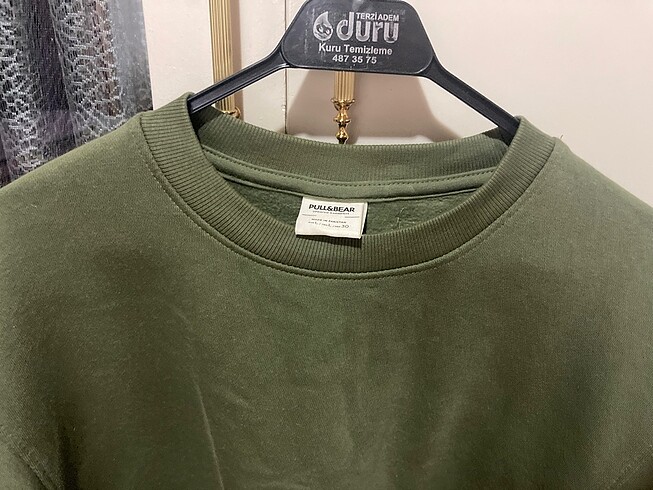 TERZİ ADEM
duru
Kuru Temizleme
487 35 75
PULL&BEAR